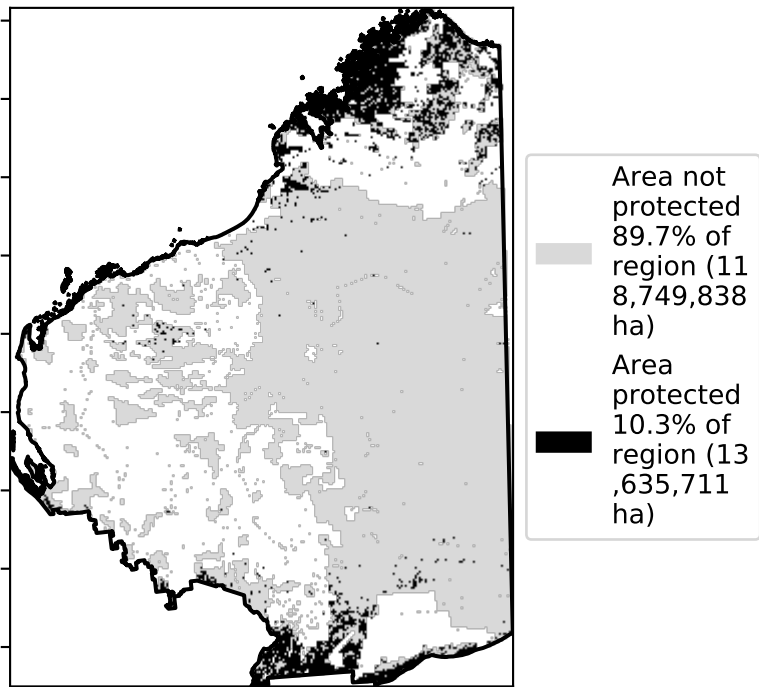 Area not
protected
89.7% of
region (11
8,749,838
ha)
Area
protected
10.3% of
region (13
,635,711
ha)